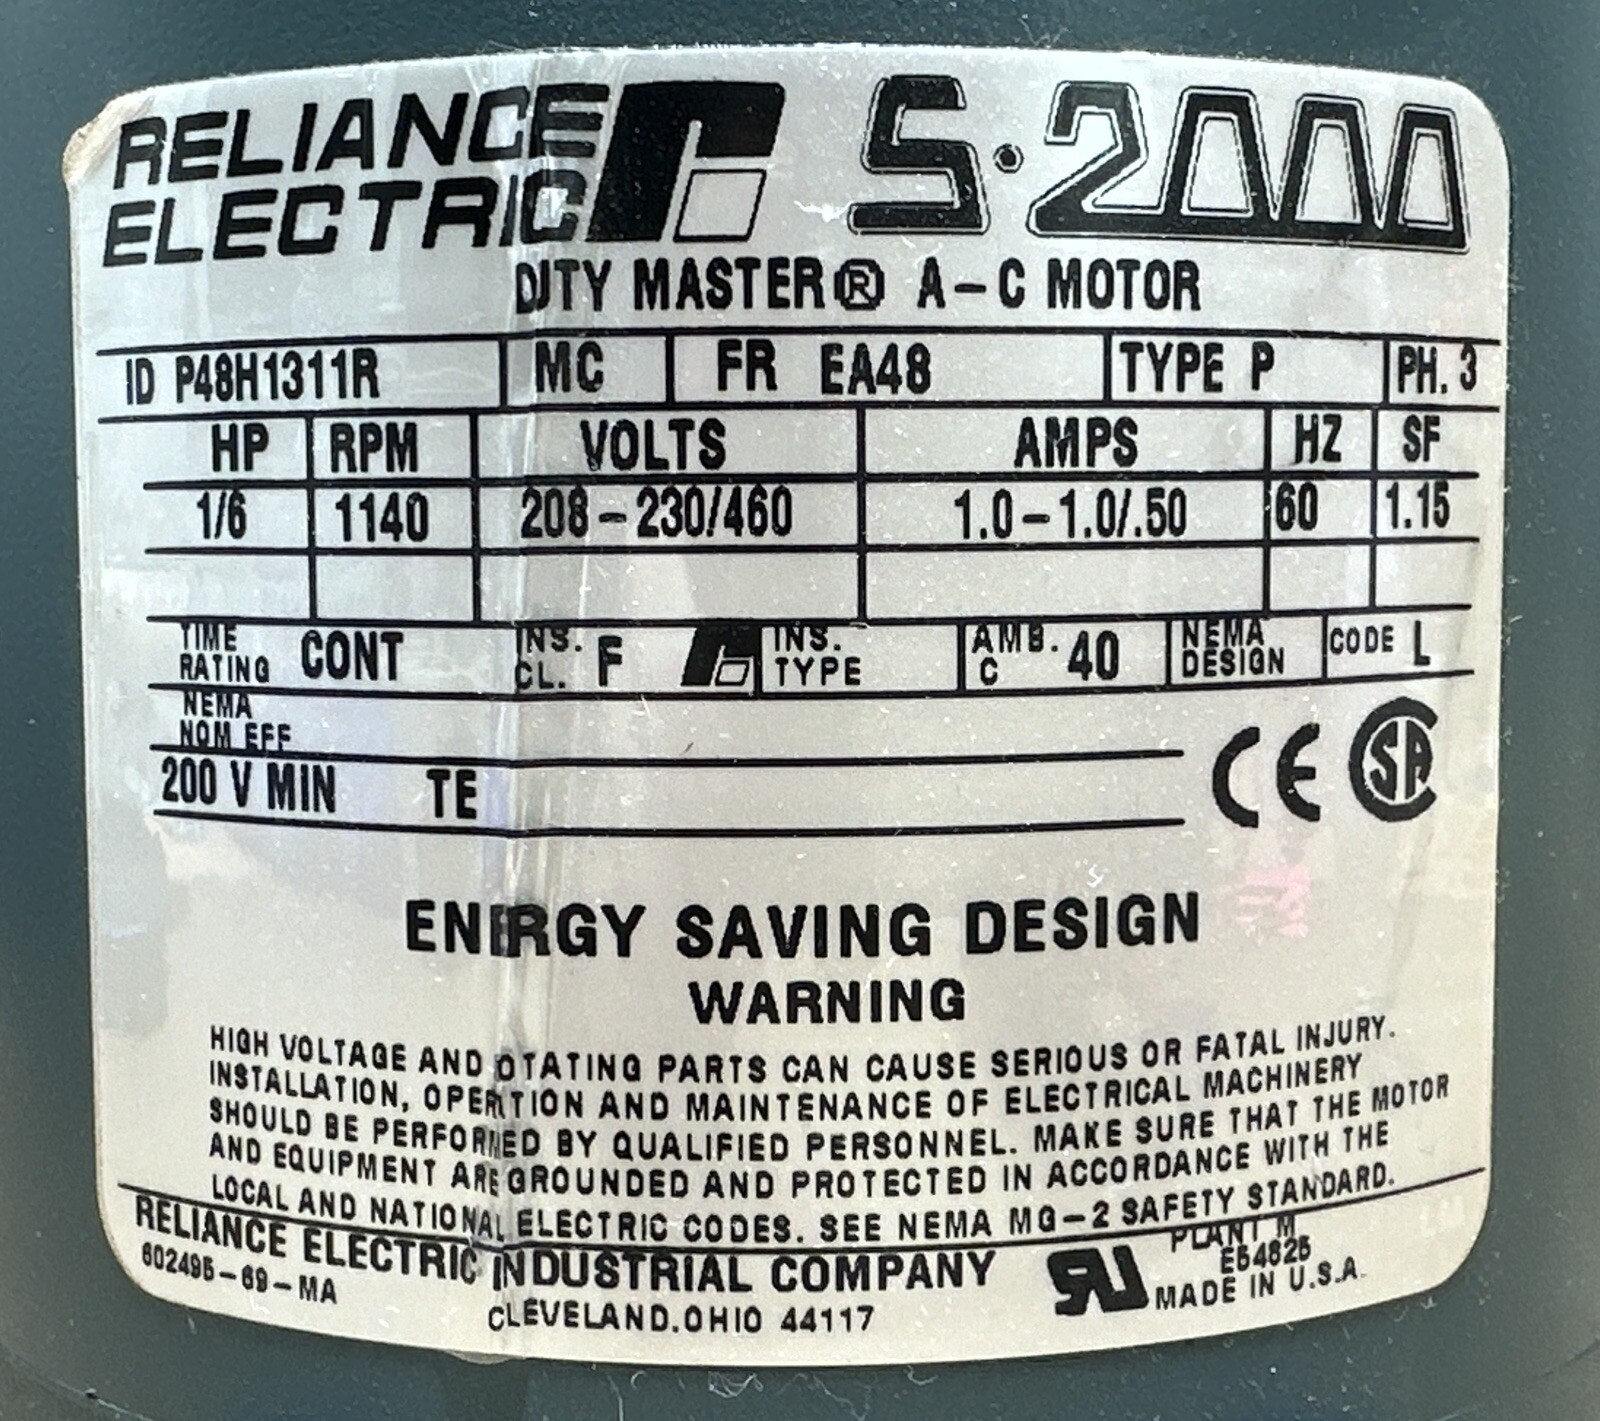 RELIANCE
ELECTRIC
S·2000
DUTY MASTER® A-C MOTOR
ID P48H1311R MC FR EA48 TYPE P PH. 3
HP RPM VOLTS AMPS HZ SF
1/6 1140 208-230/460 1.0-1.0/.50 60 1.15
TIME RATING CONT INS. CL. F INS. TYPE AMB. C 40 NEMA DESIGN CODE L
NEMA
NOM EFF
200 V MIN TE
CE CSA
ENERGY SAVING DESIGN
WARNING
HIGH VOLTAGE AND OTATING PARTS CAN CAUSE SERIOUS OR FATAL INJURY.
INSTALLATION, OPERTION AND MAINTENANCE OF ELECTRICAL MACHINERY
SHOULD BE PERFORMED BY QUALIFIED PERSONNEL. MAKE SURE THAT THE MOTOR
AND EQUIPMENT ARE GROUNDED AND PROTECTED IN ACCORDANCE WITH THE
LOCAL AND NATIONAL ELECTRIC CODES. SEE NEMA MG-2 SAFETY STANDARD.
RELIANCE ELECTRIC INDUSTRIAL COMPANY
602495-69-MA
CLEVELAND, OHIO 44117
RU
PLANT M
E54825
MADE IN U.S.A.